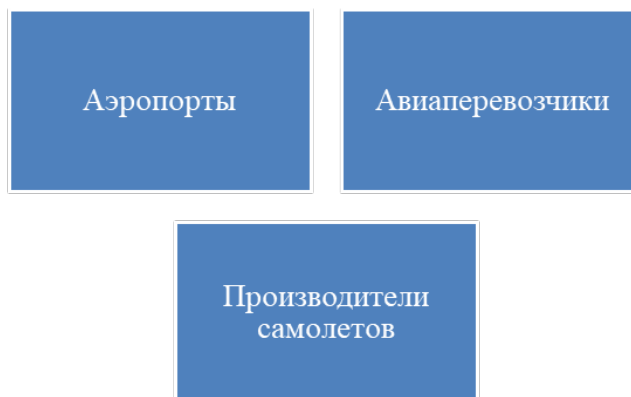 Аэропорты
Авиаперевозчики
Производители
самолетов